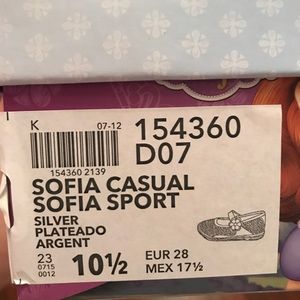 K
07-12
154360
D07
154360 2139
SOFIA CASUAL
SOFIA SPORT
SILVER
PLATEADO
ARGENT
23
0715
0012
10½
EUR 28
MEX 17½